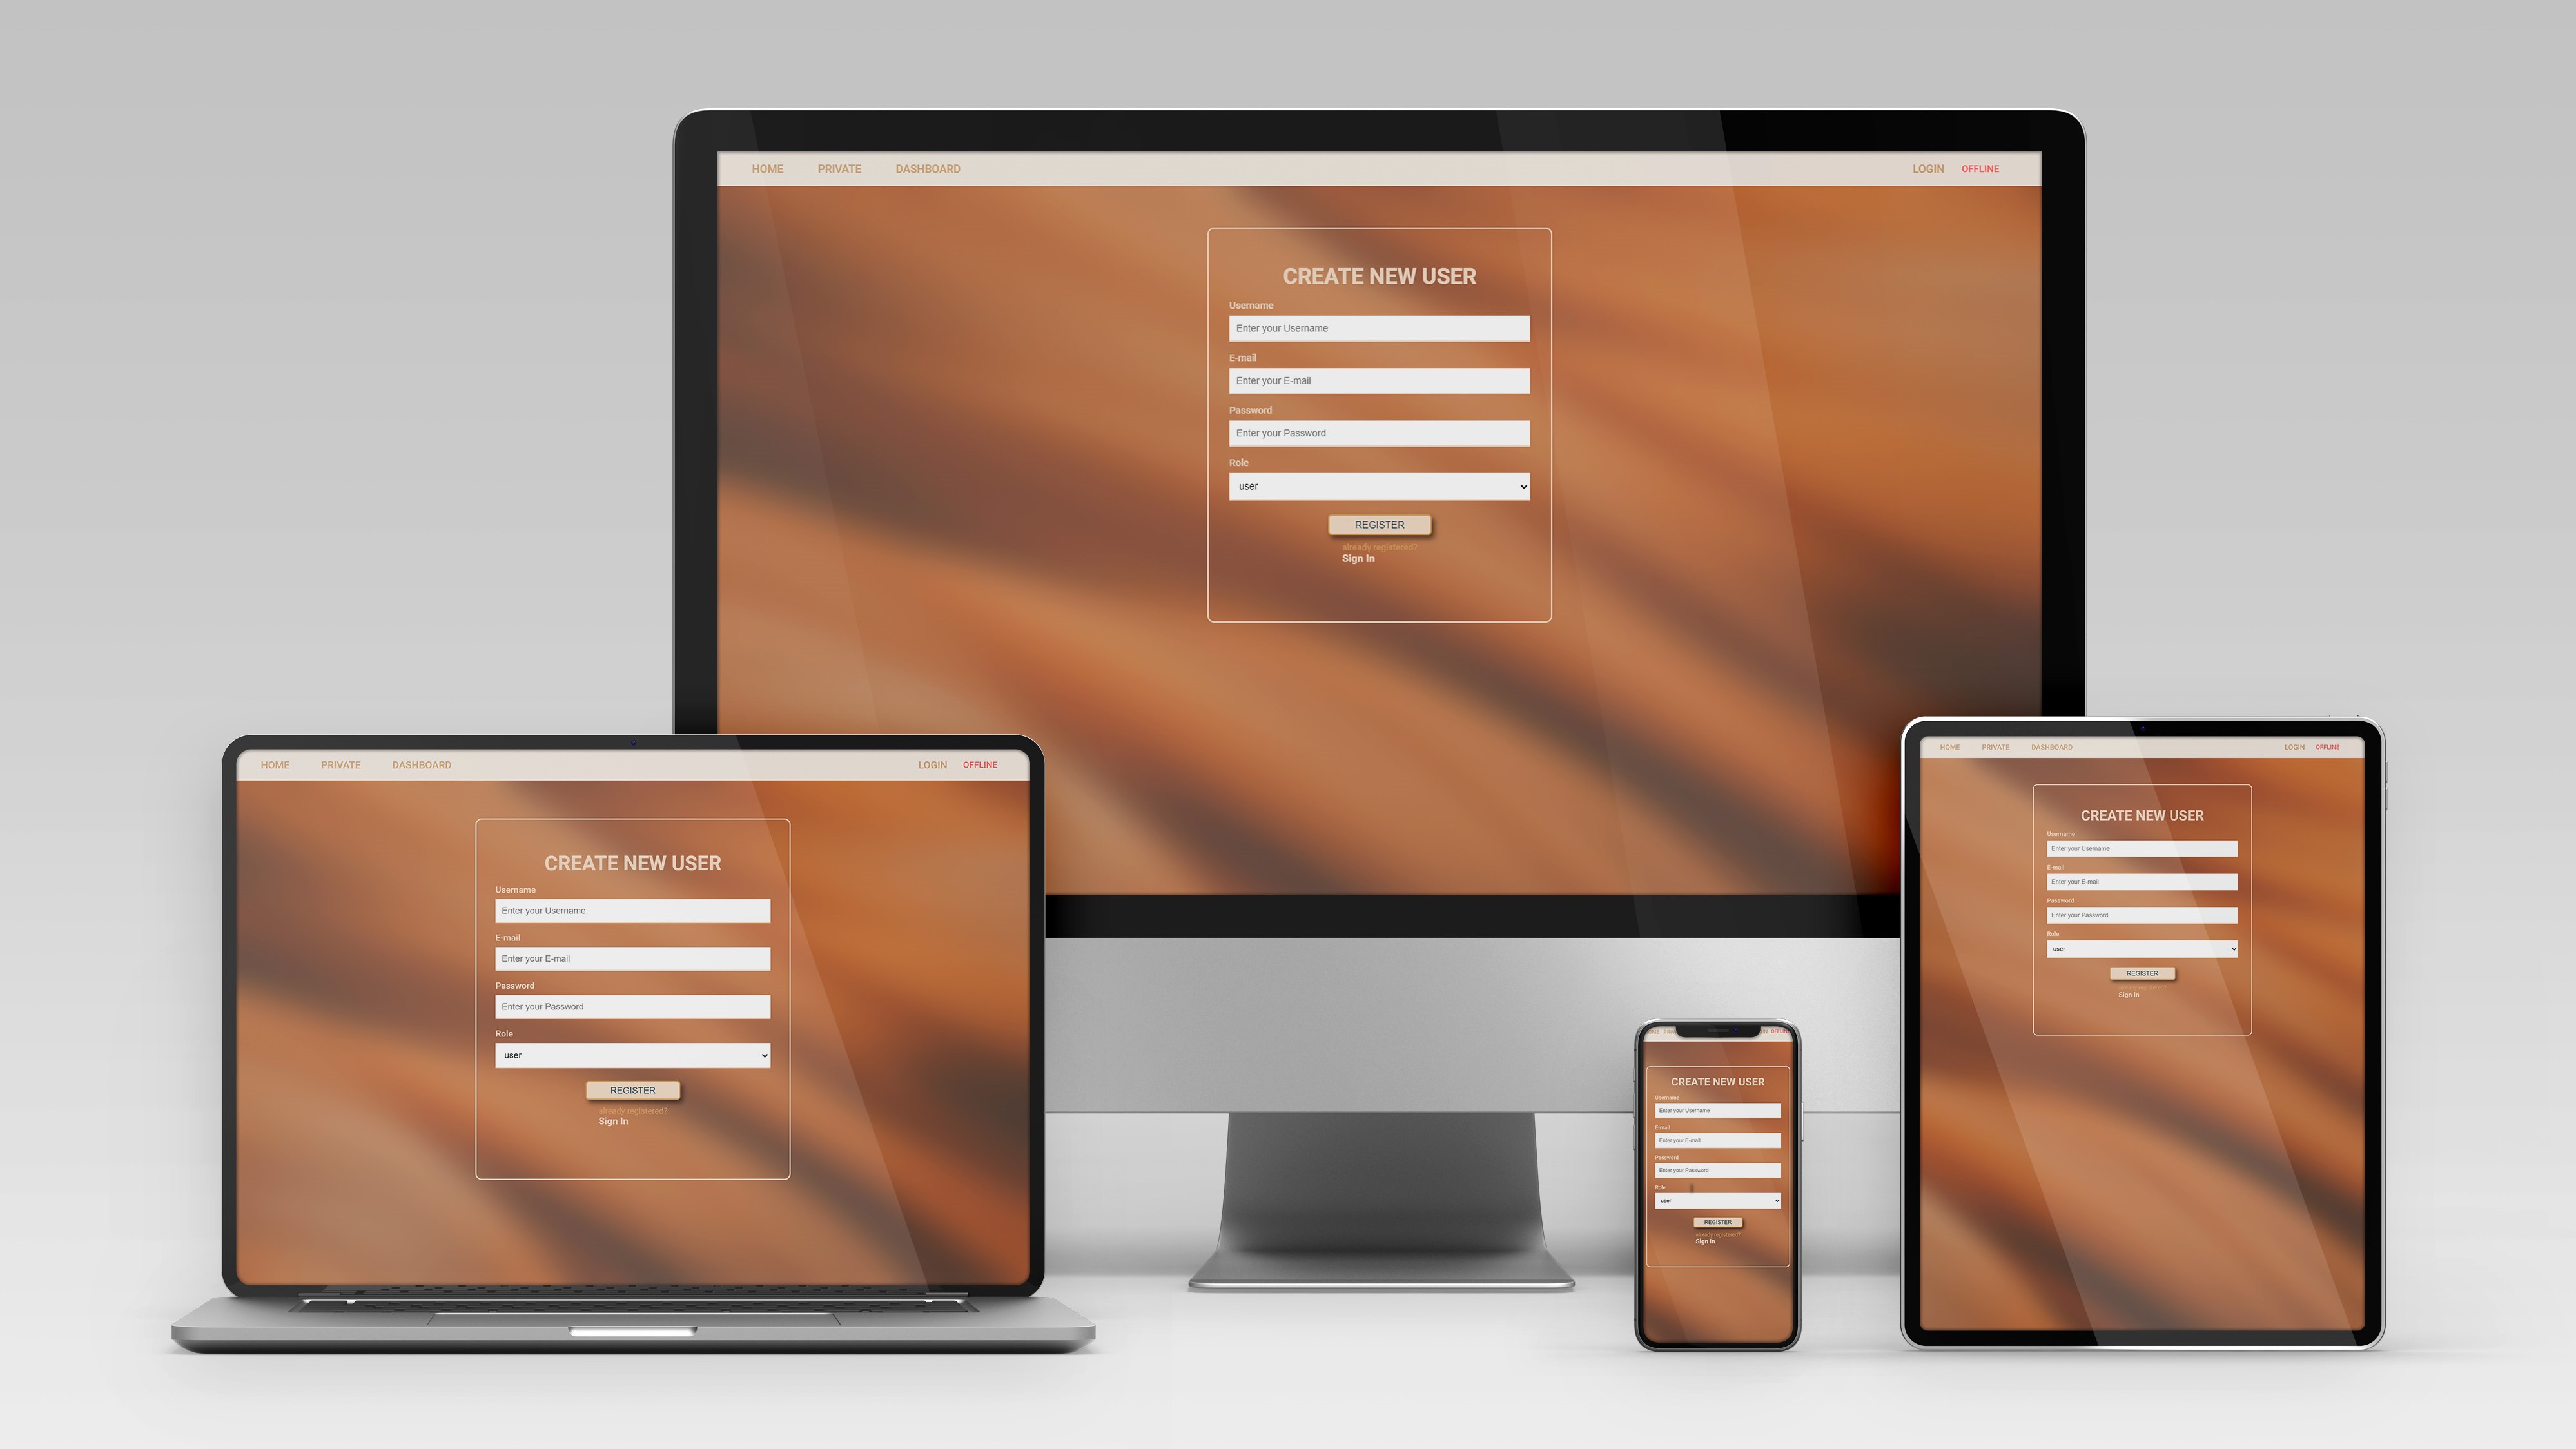 HOME PRIVATE DASHBOARD LOGIN OFFLINE
CREATE NEW USER
Username
Enter your Username
E-mail
Enter your E-mail
Password
Enter your Password
Role
user
REGISTER
already registered?
Sign In
HOME PRIVATE DASHBOARD LOGIN OFFLINE
CREATE NEW USER
Username
Enter your Username
E-mail
Enter your E-mail
Password
Enter your Password
Role
user
REGISTER
already registered?
Sign In
CREATE NEW USER
Username
Enter your Username
E-mail
Enter your E-mail
Password
Enter your Password
Role
user
REGISTER
already registered?
Sign In
HOME PRIVATE DASHBOARD LOGIN OFFLINE
CREATE NEW USER
Username
Enter your Username
E-mail
Enter your E-mail
Password
Enter your Password
Role
user
REGISTER
Sign In